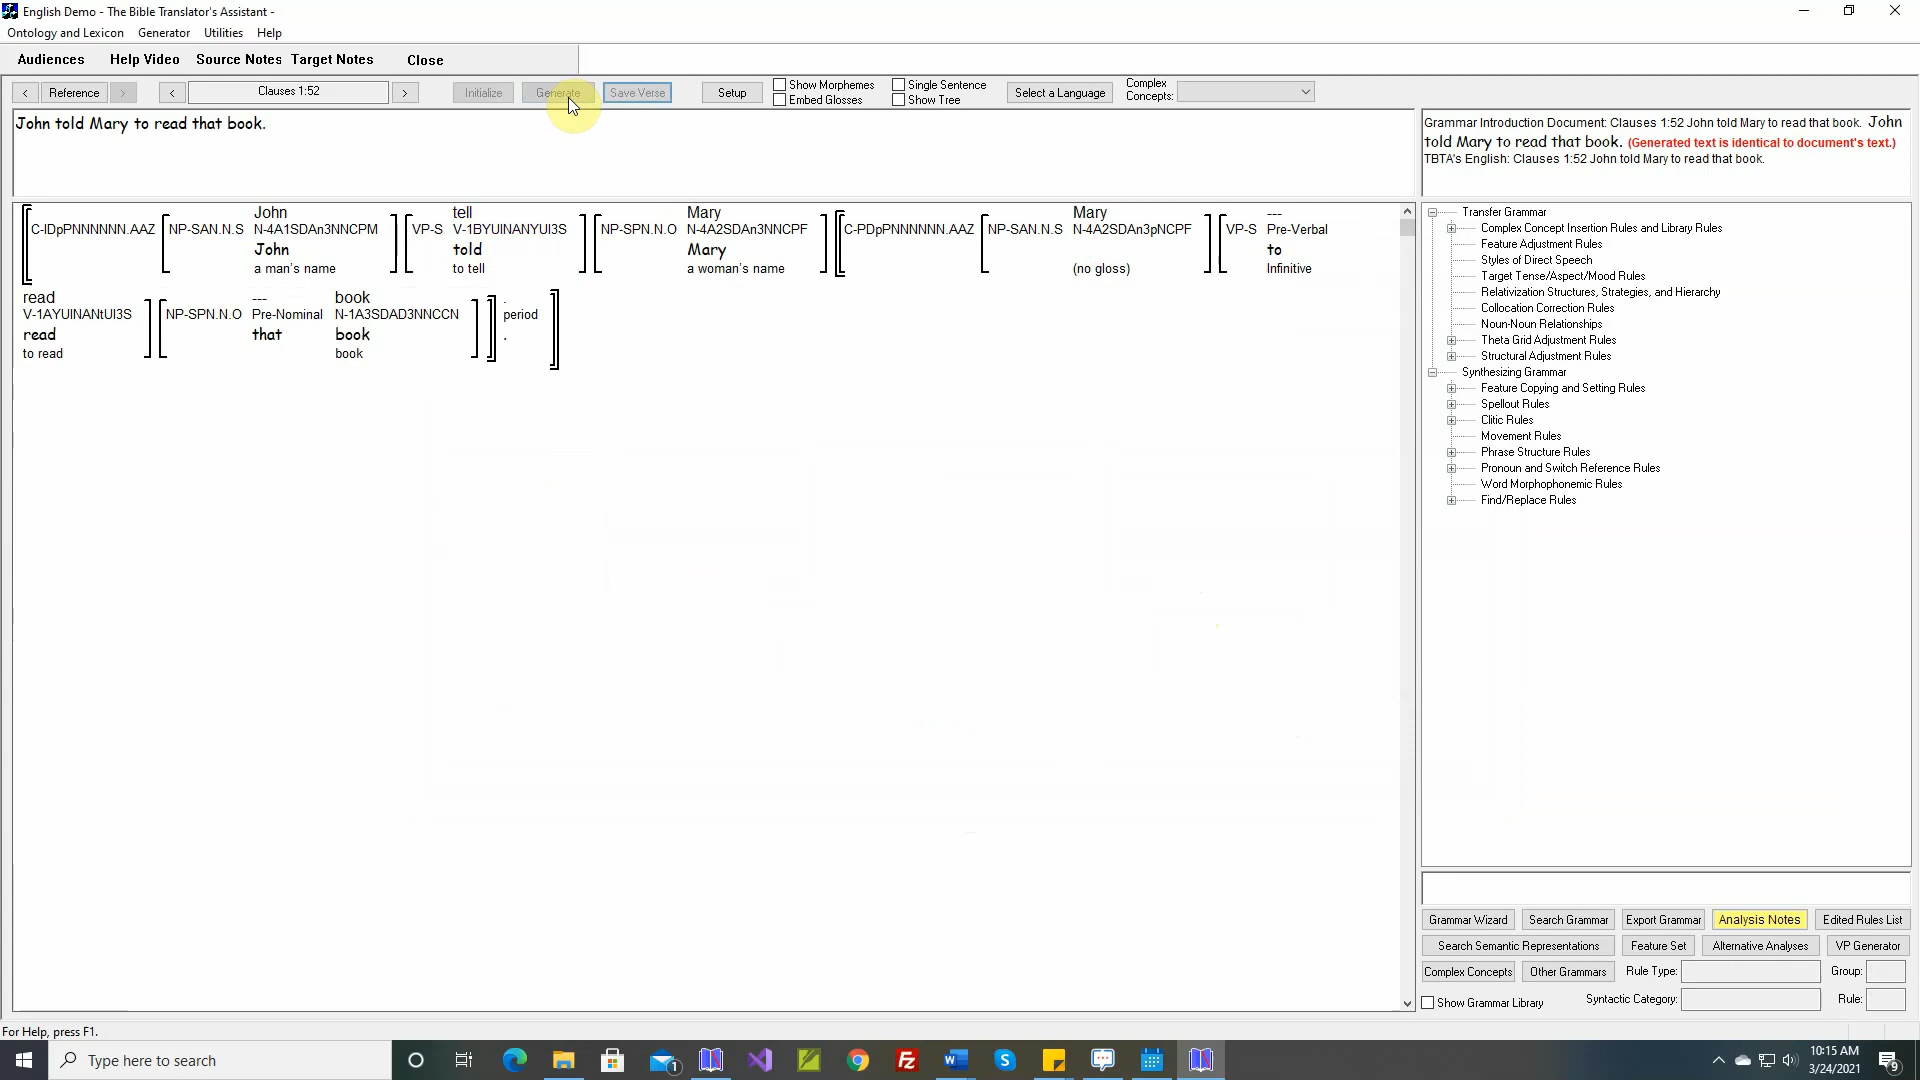 English Demo - The Bible Translator's Assistant -
Ontology and Lexicon Generator Utilities Help
Audiences Help Video Source Notes Target Notes Close
< Reference > < Clauses 1:52 > Initialize Generate Save Verse Setup Show Morphemes Embed Glosses Single Sentence Show Tree Select a Language Complex Concepts:
John told Mary to read that book.
Grammar Introduction Document: Clauses 1:52 John told Mary to read that book. John
told Mary to read that book. (Generated text is identical to document's text.)
TBTA's English: Clauses 1:52 John told Mary to read that book.
John tell Mary Mary ---
C-IDpPNNNNNN.AAZ NP-SAN.N.S N-4A1SDAn3NNCPM VP-S V-1BYUINANYUI3S NP-SPN.N.O N-4A2SDAn3NNCPF C-PDpPNNNNNN.AAZ NP-SAN.N.S N-4A2SDAn3pNCPF VP-S Pre-Verbal
John told Mary to
a man's name to tell a woman's name (no gloss) Infinitive
read --- book .
V-1AYUINANtUI3S NP-SPN.N.O Pre-Nominal N-1A3SDAD3NNCCN period
read that book .
to read book
Transfer Grammar
Complex Concept Insertion Rules and Library Rules
Feature Adjustment Rules
Styles of Direct Speech
Target Tense/Aspect/Mood Rules
Relativization Structures, Strategies, and Hierarchy
Collocation Correction Rules
Noun-Noun Relationships
Theta Grid Adjustment Rules
Structural Adjustment Rules
Synthesizing Grammar
Feature Copying and Setting Rules
Spellout Rules
Clitic Rules
Movement Rules
Phrase Structure Rules
Pronoun and Switch Reference Rules
Word Morphophonemic Rules
Find/Replace Rules
Grammar Wizard Search Grammar Export Grammar Analysis Notes Edited Rules List
Search Semantic Representations Feature Set Alternative Analyses VP Generator
Complex Concepts Other Grammars Rule Type: Group:
Show Grammar Library Syntactic Category: Rule:
For Help, press F1.
Type here to search 1 10:15 AM
3/24/2021 9